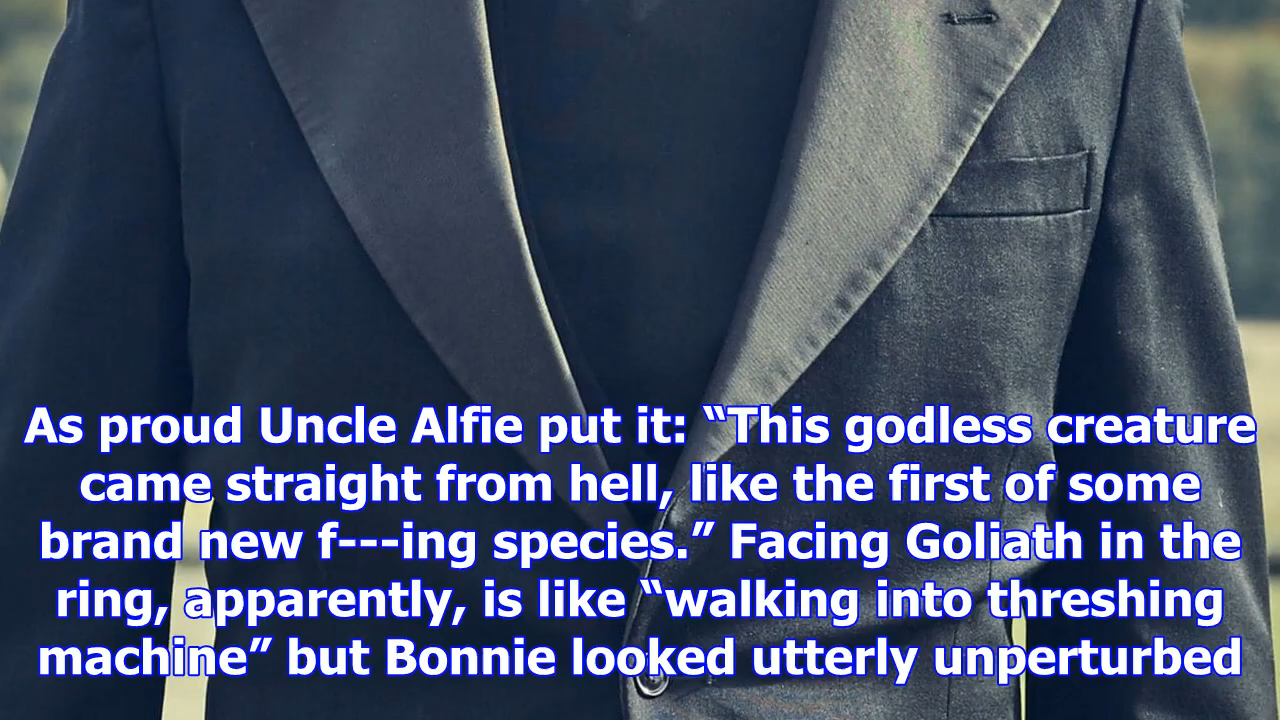 As proud Uncle Alfie put it: “This godless creature
came straight from hell, like the first of some
brand new f---ing species.” Facing Goliath in the
ring, apparently, is like “walking into threshing
machine” but Bonnie looked utterly unperturbed